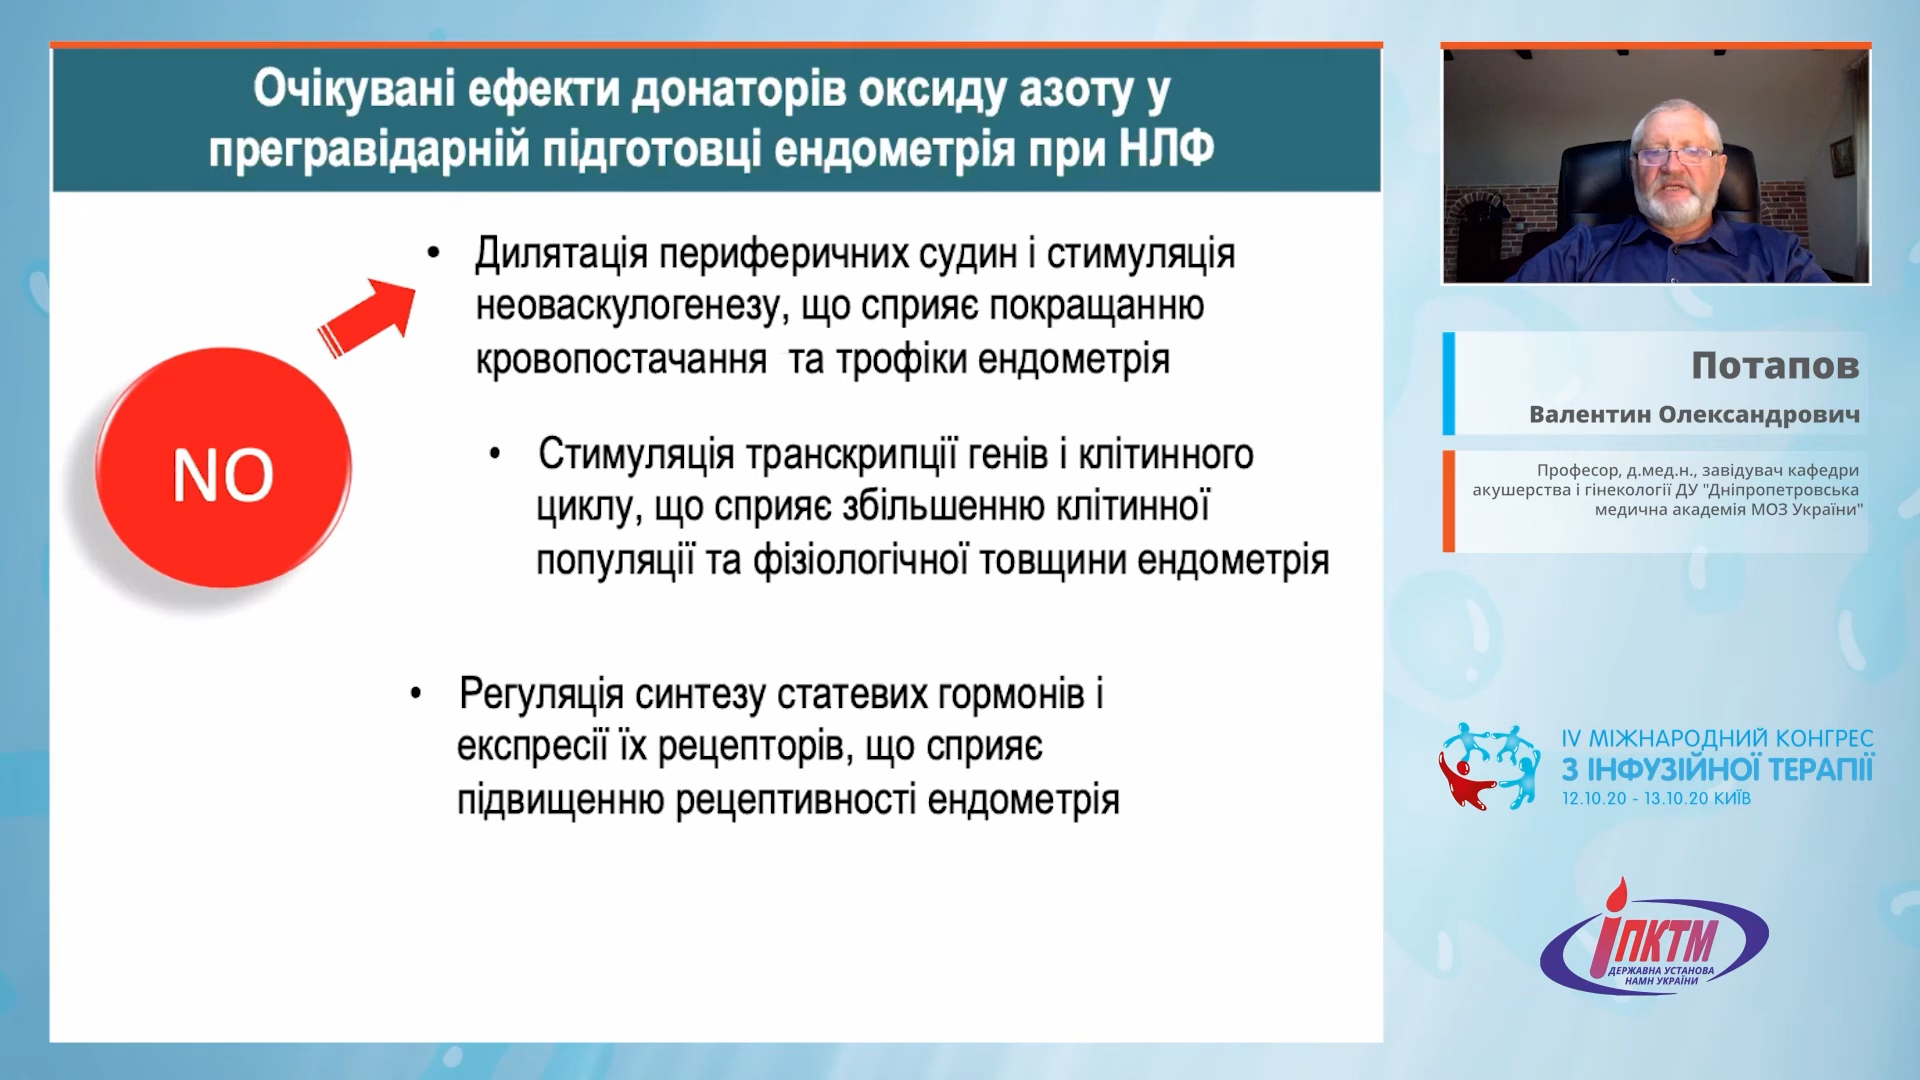 Очікувані ефекти донаторів оксиду азоту у
прегравідарній підготовці ендометрія при НЛФ
NO
• Дилятація периферичних судин і стимуляція
неоваскулогенезу, що сприяє покращанню
кровопостачання та трофіки ендометрія
• Стимуляція транскрипції генів і клітинного
циклу, що сприяє збільшенню клітинної
популяції та фізіологічної товщини ендометрія
• Регуляція синтезу статевих гормонів і
експресії їх рецепторів, що сприяє
підвищенню рецептивності ендометрія
Потапов
Валентин Олександрович
Професор, д.мед.н., завідувач кафедри
акушерства і гінекології ДУ "Дніпропетровська
медична академія МОЗ України"
IV МІЖНАРОДНИЙ КОНГРЕС
З ІНФУЗІЙНОЇ ТЕРАПІЇ
12.10.20 - 13.10.20 КИЇВ
іПКТМ
ДЕРЖАВНА УСТАНОВА
НАМН УКРАЇНИ